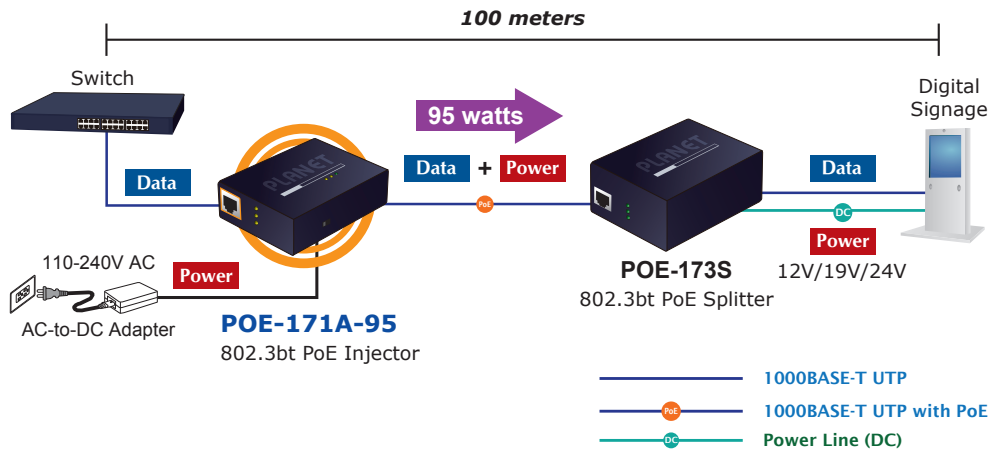 100 meters
Switch
Digital
Signage
95 watts
Data
Data + Power
Data
PLANET
PLANET
PoE
DC
Power
12V/19V/24V
110-240V AC
Power
AC-to-DC Adapter
POE-171A-95
802.3bt PoE Injector
POE-173S
802.3bt PoE Splitter
1000BASE-T UTP
PoE
1000BASE-T UTP with PoE
DC
Power Line (DC)